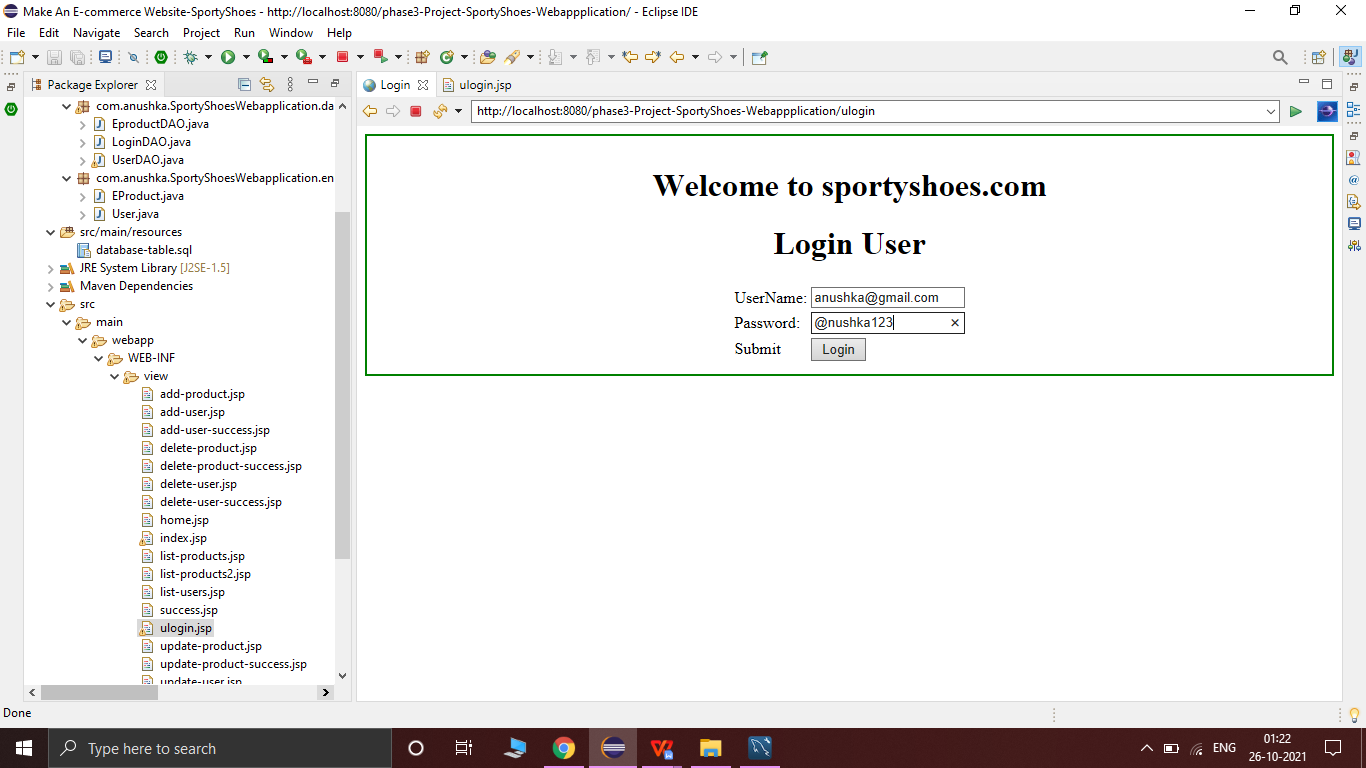 Make An E-commerce Website-SportyShoes - http://localhost:8080/phase3-Project-SportyShoes-Webappplication/ - Eclipse IDE
File Edit Navigate Search Project Run Window Help
Package Explorer
com.anushka.SportyShoesWebapplication.da
EproductDAO.java
LoginDAO.java
UserDAO.java
com.anushka.SportyShoesWebapplication.en
EProduct.java
User.java
src/main/resources
database-table.sql
JRE System Library [J2SE-1.5]
Maven Dependencies
src
main
webapp
WEB-INF
view
add-product.jsp
add-user.jsp
add-user-success.jsp
delete-product.jsp
delete-product-success.jsp
delete-user.jsp
delete-user-success.jsp
home.jsp
index.jsp
list-products.jsp
list-products2.jsp
list-users.jsp
success.jsp
ulogin.jsp
update-product.jsp
update-product-success.jsp
update-user.jsp
Login ulogin.jsp
http://localhost:8080/phase3-Project-SportyShoes-Webappplication/ulogin
Welcome to sportyshoes.com
Login User
UserName: anushka@gmail.com
Password: @nushka123
Submit Login
Done
Type here to search
ENG
01:22
26-10-2021